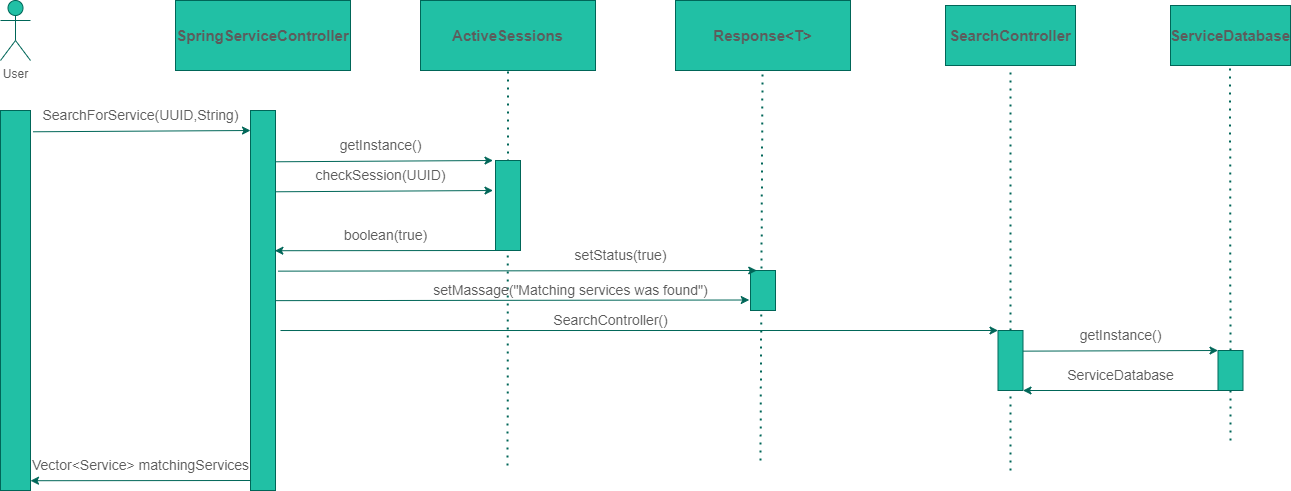 SpringServiceController
ActiveSessions
Response<T>
SearchController
ServiceDatabase
User
SearchForService(UUID,String)
getInstance()
checkSession(UUID)
boolean(true)
setStatus(true)
setMassage("Matching services was found")
SearchController()
getInstance()
ServiceDatabase
Vector<Service> matchingServices